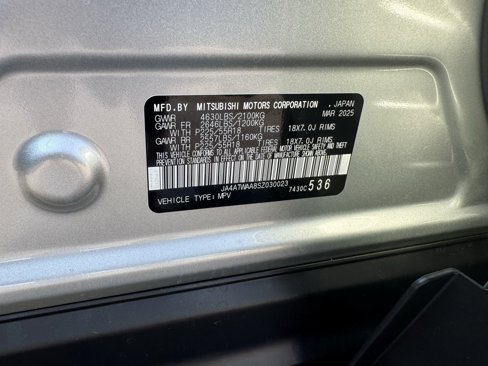 MFD.BY MITSUBISHI MOTORS CORPORATION , JAPAN
GVWR 4630LBS/2100KG MAR 2025
GAWR FR 2646LBS/1200KG
WITH P225/55R18 TIRES 18X7.0J RIMS
GAWR RR 2557LBS/1160KG
WITH P225/55R18 TIRES 18X7.0J RIMS
THIS VEHICLE CONFORMS TO ALL APPLICABLE FEDERAL MOTOR VEHICLE SAFETY AND THEFT
PREVENTION STANDARDS IN EFFECT ON THE DATE OF MANUFACTURE SHOWN ABOVE.
JA4ATWAA8SZ030023
VEHICLE TYPE: MPV 7430C 536